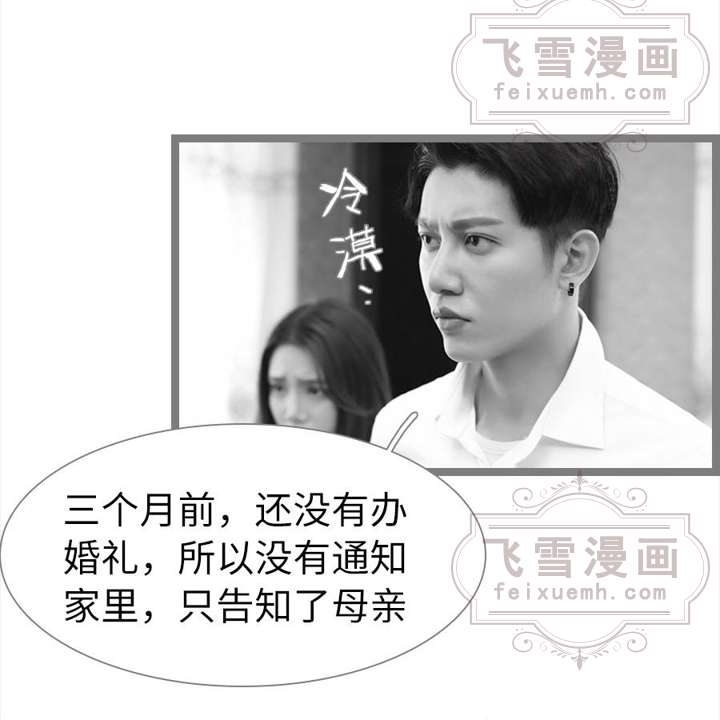 飞雪漫画
feixuemh.com
冷
漠
三个月前，还没有办
婚礼，所以没有通知
家里，只告知了母亲
飞雪漫画
feixuemh.com